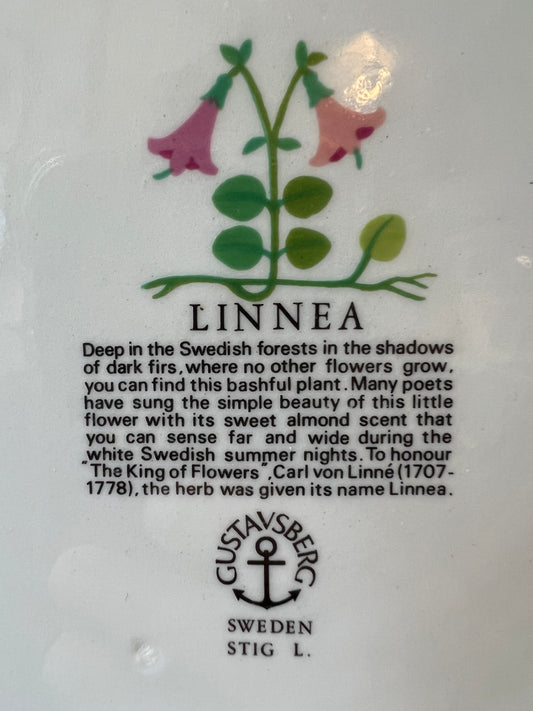 LINNEA
Deep in the Swedish forests in the shadows
of dark firs, where no other flowers grow,
you can find this bashful plant. Many poets
have sung the simple beauty of this little
flower with its sweet almond scent that
you can sense far and wide during the
white Swedish summer nights. To honour
"The King of Flowers", Carl von Linné (1707-
1778), the herb was given its name Linnea.
GUSTAVSBERG
SWEDEN
STIG L.